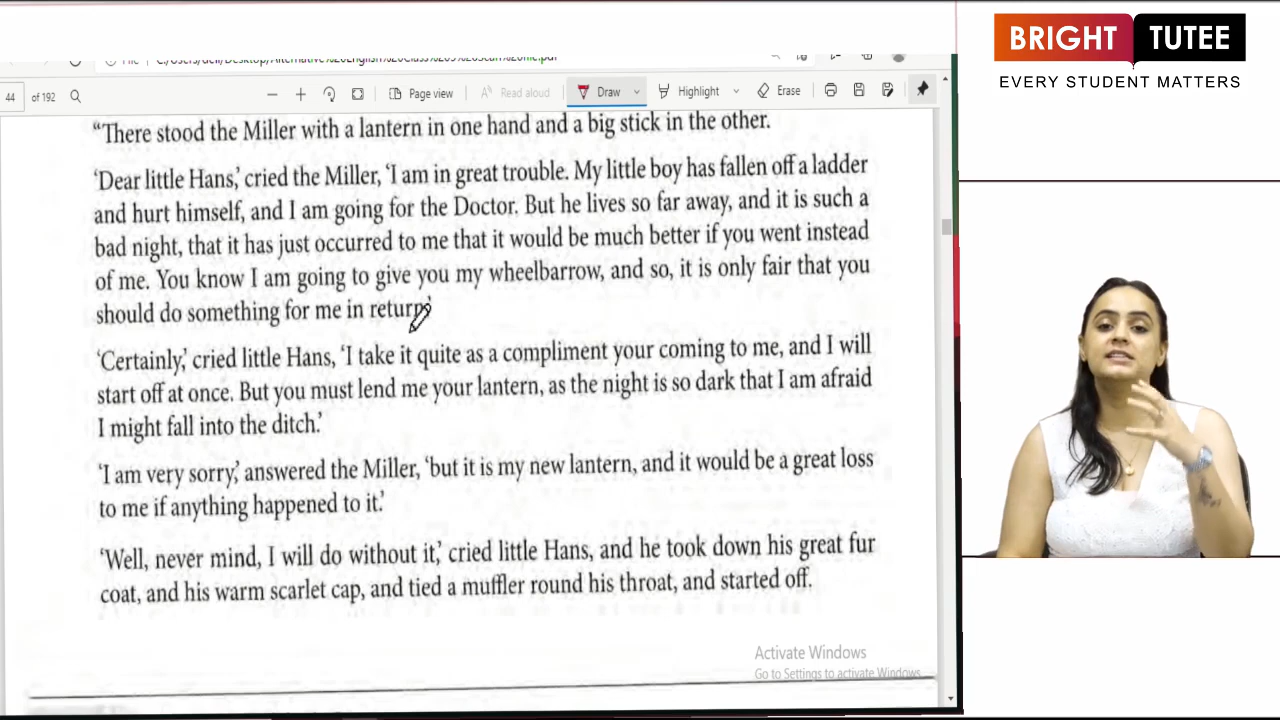 BRIGHT TUTEE
EVERY STUDENT MATTERS
44 of 192
Page view
Read aloud
Draw
Highlight
Erase
“There stood the Miller with a lantern in one hand and a big stick in the other.
‘Dear little Hans,’ cried the Miller, ‘I am in great trouble. My little boy has fallen off a ladder
and hurt himself, and I am going for the Doctor. But he lives so far away, and it is such a
bad night, that it has just occurred to me that it would be much better if you went instead
of me. You know I am going to give you my wheelbarrow, and so, it is only fair that you
should do something for me in return.’
‘Certainly,’ cried little Hans, ‘I take it quite as a compliment your coming to me, and I will
start off at once. But you must lend me your lantern, as the night is so dark that I am afraid
I might fall into the ditch.’
‘I am very sorry,’ answered the Miller, ‘but it is my new lantern, and it would be a great loss
to me if anything happened to it.’
‘Well, never mind, I will do without it,’ cried little Hans, and he took down his great fur
coat, and his warm scarlet cap, and tied a muffler round his throat, and started off.
Activate Windows
Go to Settings to activate Windows.